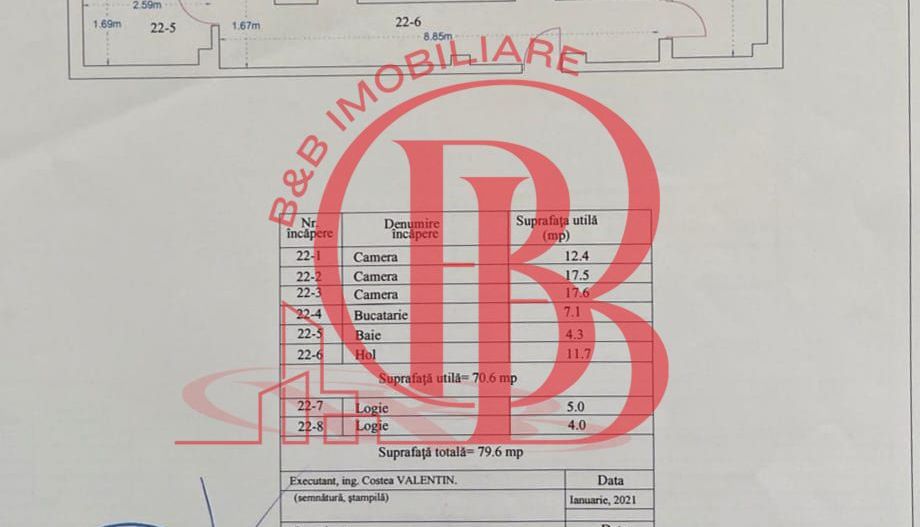 2.59m
1.69m
22-5
1.67m
22-6
8.85m
B&B IMOBILIARE
Nr. încăpere Denumire încăpere Suprafața utilă (mp)
22-1 Camera 12.4
22-2 Camera 17.5
22-3 Camera 17.6
22-4 Bucatarie 7.1
22-5 Baie 4.3
22-6 Hol 11.7
Suprafață utilă= 70.6 mp
22-7 Logie 5.0
22-8 Logie 4.0
Suprafață totală= 79.6 mp
Executant, ing. Costea VALENTIN. Data
(semnătură, ştampilă) Ianuarie, 2021